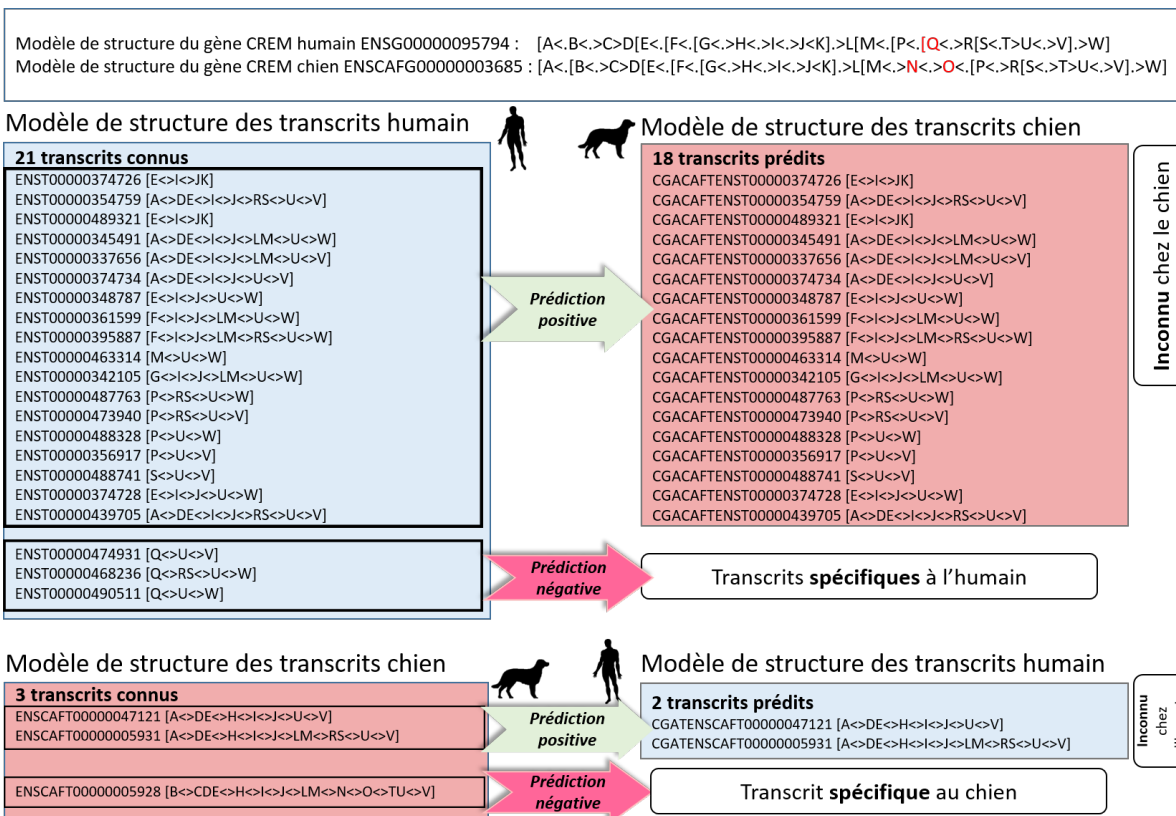 Modèle de structure du gène CREM humain ENSG00000095794 : [A<.B<.>C>D[E<.[F<.[G<.>H<.>I<.>J<K].>L[M<.[P<.[Q<.>R[S<.T>U<.>V].>W]
Modèle de structure du gène CREM chien ENSCAFG00000003685 : [A<.[B<.>C>D[E<.[F<.[G<.>H<.>I<.>J<K].>L[M<.>N<.>O<.[P<.>R[S<.>T>U<.>V].>W]
Modèle de structure des transcrits humain
Modèle de structure des transcrits chien
21 transcrits connus
ENST00000374726 [E<>I<>JK]
ENST00000354759 [A<>DE<>I<>J<>RS<>U<>V]
ENST00000489321 [E<>I<>JK]
ENST00000345491 [A<>DE<>I<>J<>LM<>U<>W]
ENST00000337656 [A<>DE<>I<>J<>LM<>U<>V]
ENST00000374734 [A<>DE<>I<>J<>U<>V]
ENST00000348787 [E<>I<>J<>U<>W]
ENST00000361599 [F<>I<>J<>LM<>U<>W]
ENST00000395887 [F<>I<>J<>LM<>RS<>U<>W]
ENST00000463314 [M<>U<>W]
ENST00000342105 [G<>I<>J<>LM<>U<>W]
ENST00000487763 [P<>RS<>U<>W]
ENST00000473940 [P<>RS<>U<>V]
ENST00000488328 [P<>U<>W]
ENST00000356917 [P<>U<>V]
ENST00000488741 [S<>U<>V]
ENST00000374728 [E<>I<>J<>U<>W]
ENST00000439705 [A<>DE<>I<>J<>RS<>U<>V]
Prédiction
positive
18 transcrits prédits
CGACAFTENST00000374726 [E<>I<>JK]
CGACAFTENST00000354759 [A<>DE<>I<>J<>RS<>U<>V]
CGACAFTENST00000489321 [E<>I<>JK]
CGACAFTENST00000345491 [A<>DE<>I<>J<>LM<>U<>W]
CGACAFTENST00000337656 [A<>DE<>I<>J<>LM<>U<>V]
CGACAFTENST00000374734 [A<>DE<>I<>J<>U<>V]
CGACAFTENST00000348787 [E<>I<>J<>U<>W]
CGACAFTENST00000361599 [F<>I<>J<>LM<>U<>W]
CGACAFTENST00000395887 [F<>I<>J<>LM<>RS<>U<>W]
CGACAFTENST00000463314 [M<>U<>W]
CGACAFTENST00000342105 [G<>I<>J<>LM<>U<>W]
CGACAFTENST00000487763 [P<>RS<>U<>W]
CGACAFTENST00000473940 [P<>RS<>U<>V]
CGACAFTENST00000488328 [P<>U<>W]
CGACAFTENST00000356917 [P<>U<>V]
CGACAFTENST00000488741 [S<>U<>V]
CGACAFTENST00000374728 [E<>I<>J<>U<>W]
CGACAFTENST00000439705 [A<>DE<>I<>J<>RS<>U<>V]
Inconnu chez le chien
ENST00000474931 [Q<>U<>V]
ENST00000468236 [Q<>RS<>U<>W]
ENST00000490511 [Q<>U<>W]
Prédiction
négative
Transcrits spécifiques à l'humain
Modèle de structure des transcrits chien
Modèle de structure des transcrits humain
3 transcrits connus
ENSCAFT00000047121 [A<>DE<>H<>I<>J<>U<>V]
ENSCAFT00000005931 [A<>DE<>H<>I<>J<>LM<>RS<>U<>V]
Prédiction
positive
2 transcrits prédits
CGATENSCAFT00000047121 [A<>DE<>H<>I<>J<>U<>V]
CGATENSCAFT00000005931 [A<>DE<>H<>I<>J<>LM<>RS<>U<>V]
Inconnu
chez
ENSCAFT00000005928 [B<>CDE<>H<>I<>J<>LM<>N<>O<>TU<>V]
Prédiction
négative
Transcrit spécifique au chien